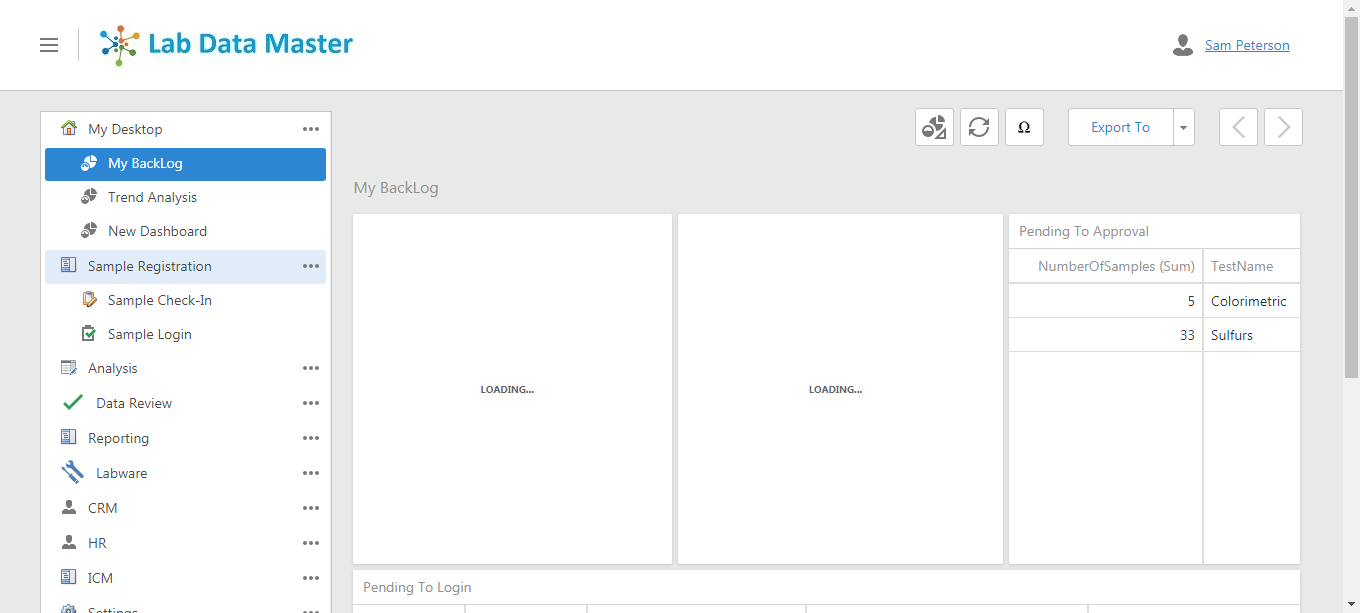 Lab Data Master
Sam Peterson
My Desktop
My BackLog
Trend Analysis
New Dashboard
Sample Registration
Sample Check-In
Sample Login
Analysis
Data Review
Reporting
Labware
CRM
HR
ICM
Settings
Ω
Export To
My BackLog
LOADING...
LOADING...
Pending To Approval
NumberOfSamples (Sum) TestName
5 Colorimetric
33 Sulfurs
Pending To Login